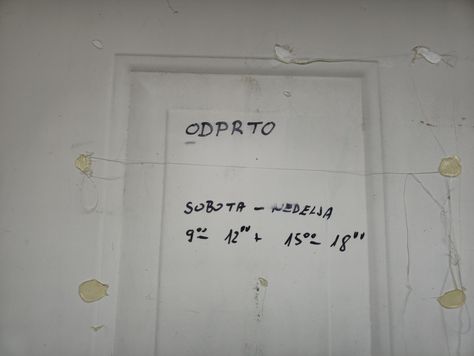 ODPRTO
SOBOTA – NEDELJA
9⁰⁰– 12⁰⁰ + 15⁰⁰– 18⁰⁰